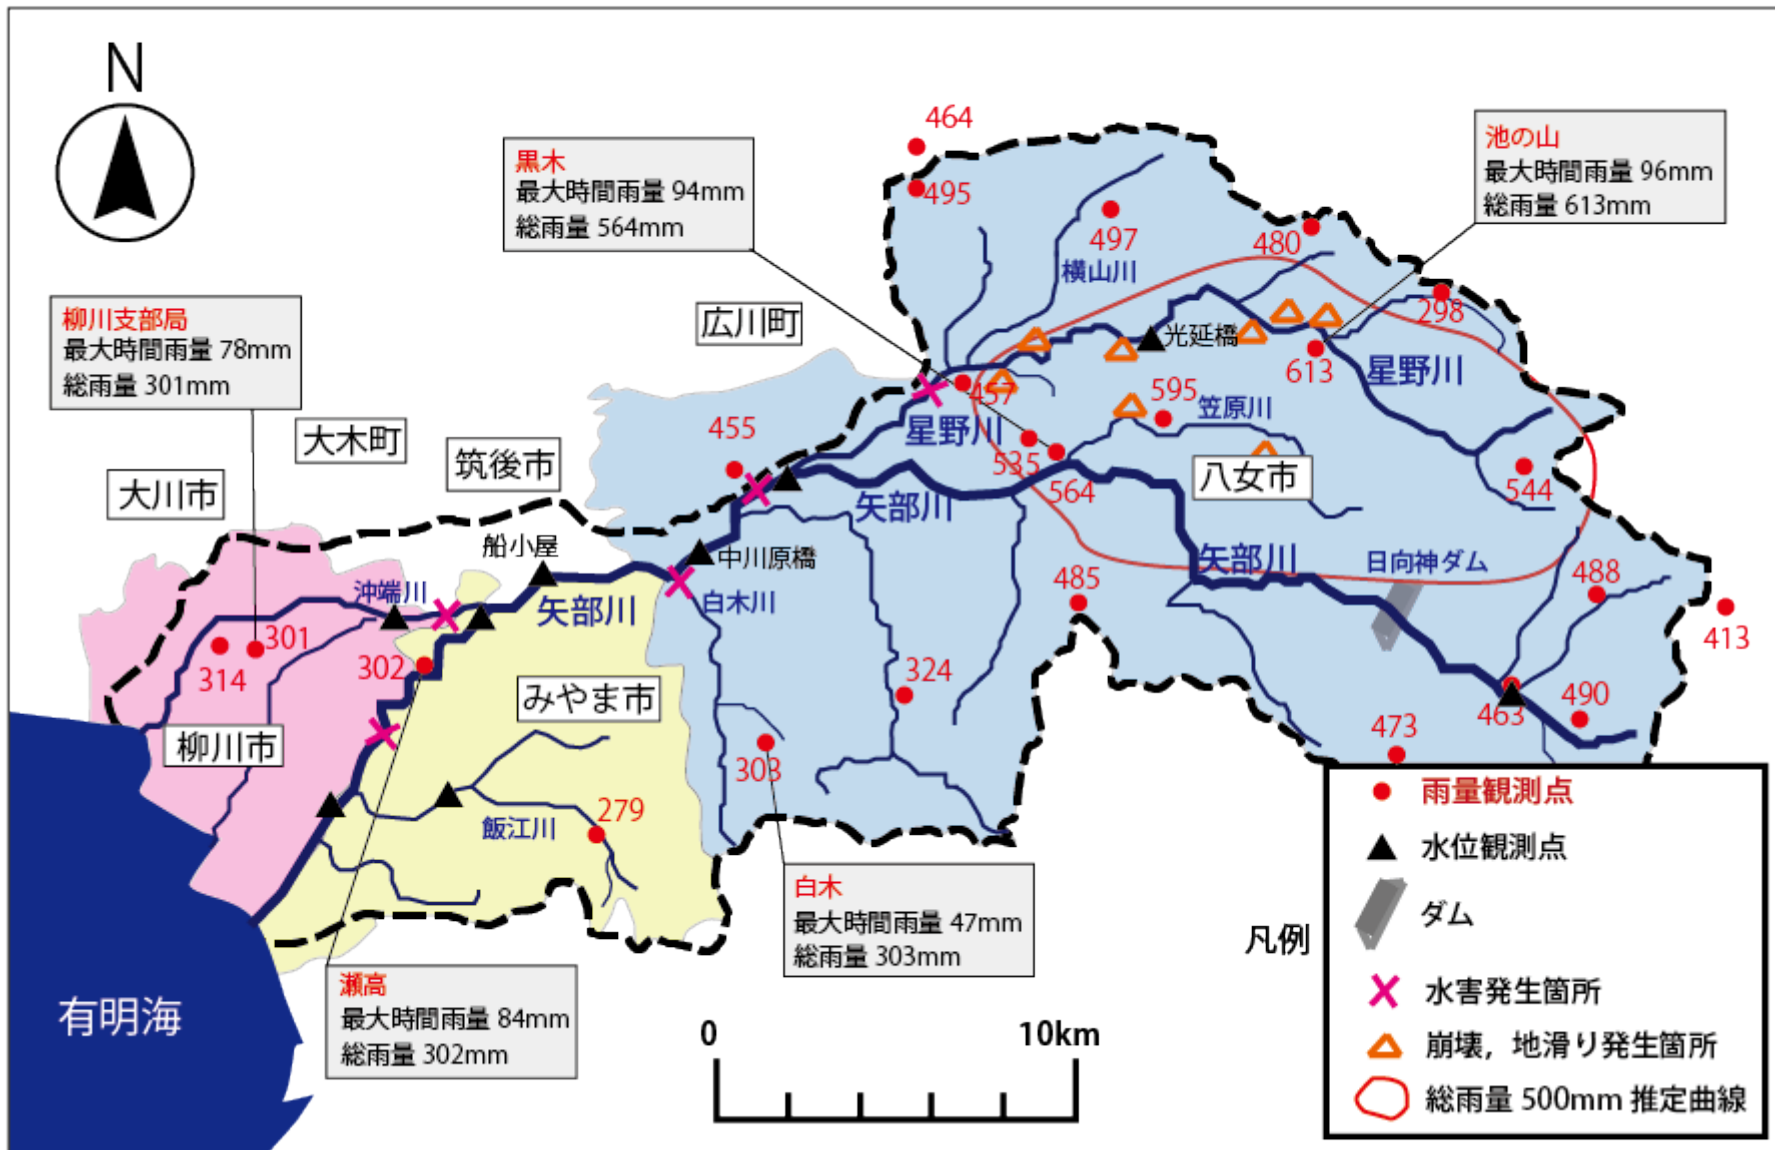 N
464
495
497
480
298
黒木
最大時間雨量 94mm
総雨量 564mm
池の山
最大時間雨量 96mm
総雨量 613mm
横山川
広川町
柳川支部局
最大時間雨量 78mm
総雨量 301mm
光延橋
613
星野川
457
595
笠原川
星野川
455
大木町
筑後市
大川市
535
564
八女市
544
矢部川
船小屋
中川原橋
矢部川
日向神ダム
488
485
413
沖端川
矢部川
白木川
301
314
302
324
みやま市
463
490
473
柳川市
303
279
飯江川
白木
最大時間雨量 47mm
総雨量 303mm
瀬高
最大時間雨量 84mm
総雨量 302mm
有明海
0
10km
凡例
雨量観測点
水位観測点
ダム
水害発生箇所
崩壊，地滑り発生箇所
総雨量 500mm 推定曲線